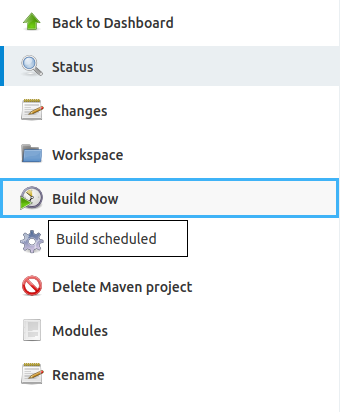 Back to Dashboard
Status
Changes
Workspace
Build Now
Build scheduled
Delete Maven project
Modules
Rename